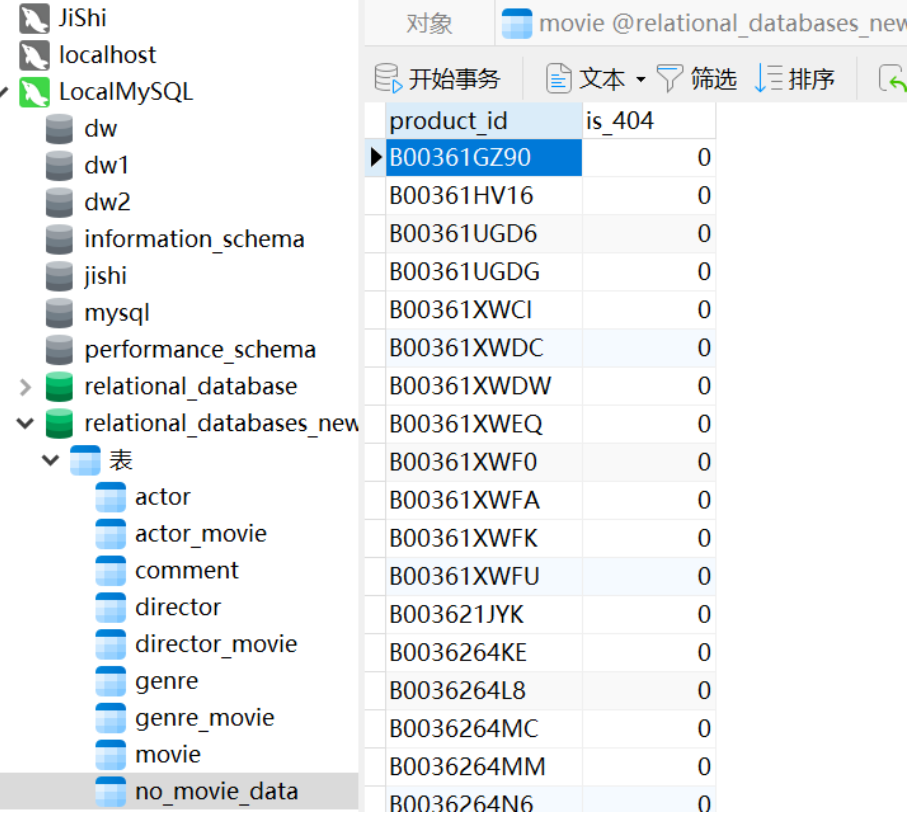 JiShi
localhost
LocalMySQL
dw
dw1
dw2
information_schema
jishi
mysql
performance_schema
relational_database
relational_databases_new
表
actor
actor_movie
comment
director
director_movie
genre
genre_movie
movie
no_movie_data
对象 movie @relational_databases_new
开始事务 文本 筛选 排序
product_id is_404
B00361GZ90 0
B00361HV16 0
B00361UGD6 0
B00361UGDG 0
B00361XWCI 0
B00361XWDC 0
B00361XWDW 0
B00361XWEQ 0
B00361XWF0 0
B00361XWFA 0
B00361XWFK 0
B00361XWFU 0
B003621JYK 0
B0036264KE 0
B0036264L8 0
B0036264MC 0
B0036264MM 0
B0036264N6 0